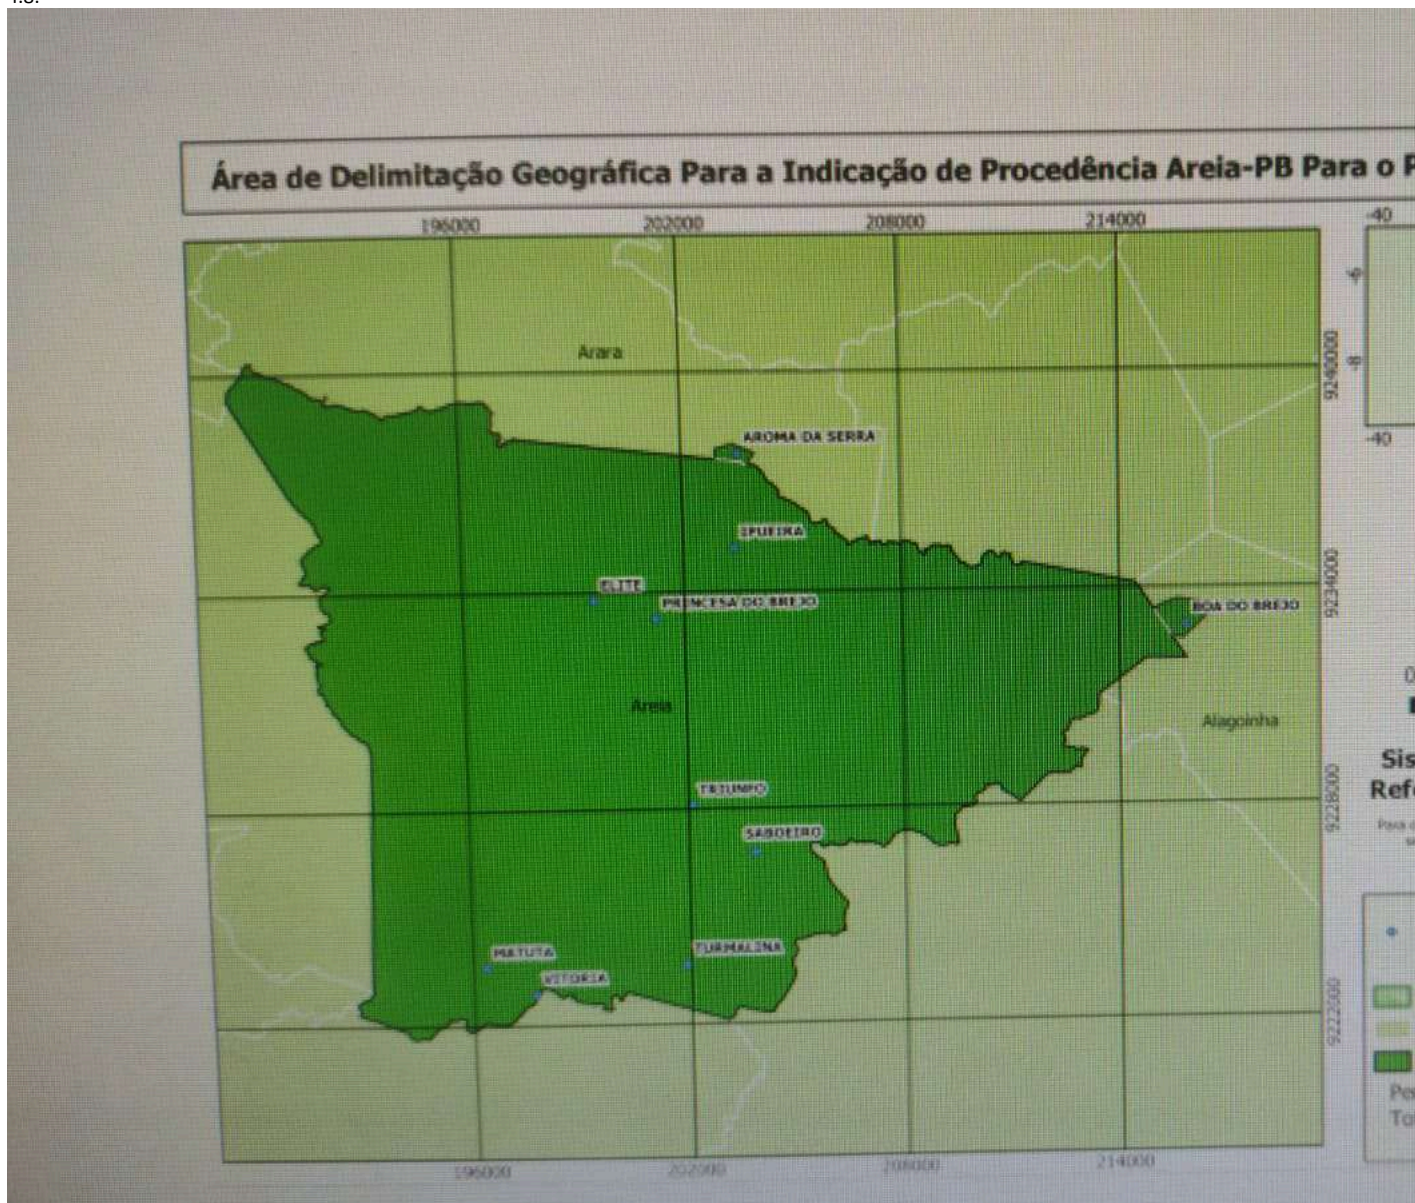 Área de Delimitação Geográfica Para a Indicação de Procedência Areia-PB Para o
196000 202000 208000 214000 -40
Arara
9240000
-40
AROMA DA SERRA
IPUEIRA
ELITE
9234000
PRINCESA DO BREJO
BOA DO BREJO
Areia
Alagoinha
Sis
Refe
TRIUNFO
9228000
SABOEIRO
MATUTA
TURMALINA
VITORIA
9222000
196000 202000 208000 214000